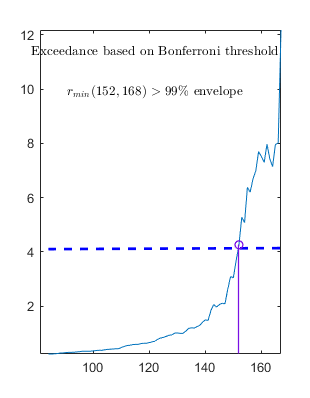 12
Exceedance based on Bonferroni threshold
r_{min}(152, 168) > 99% envelope
10
8
6
4
2
100 120 140 160